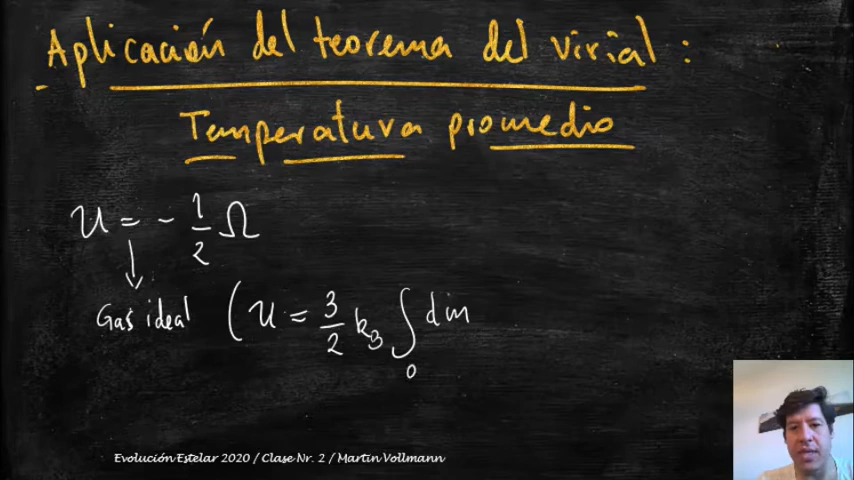 Aplicación del teorema del virial :
Temperatura promedio
U = - 1/2 Ω
↓
Gas ideal ( U = 3/2 k_B ∫_0 dm
Evolución Estelar 2020 / Clase Nr. 2 / Martin Vollmann